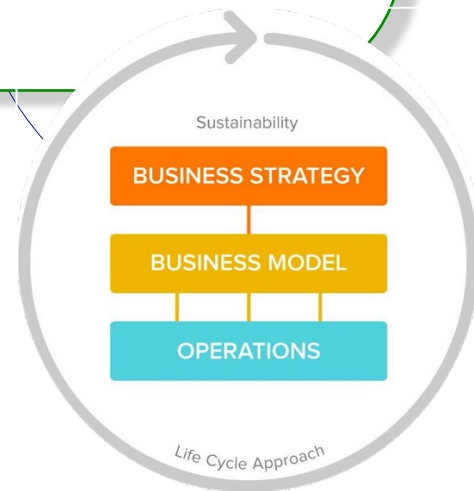 Sustainability
BUSINESS STRATEGY
BUSINESS MODEL
OPERATIONS
Life Cycle Approach